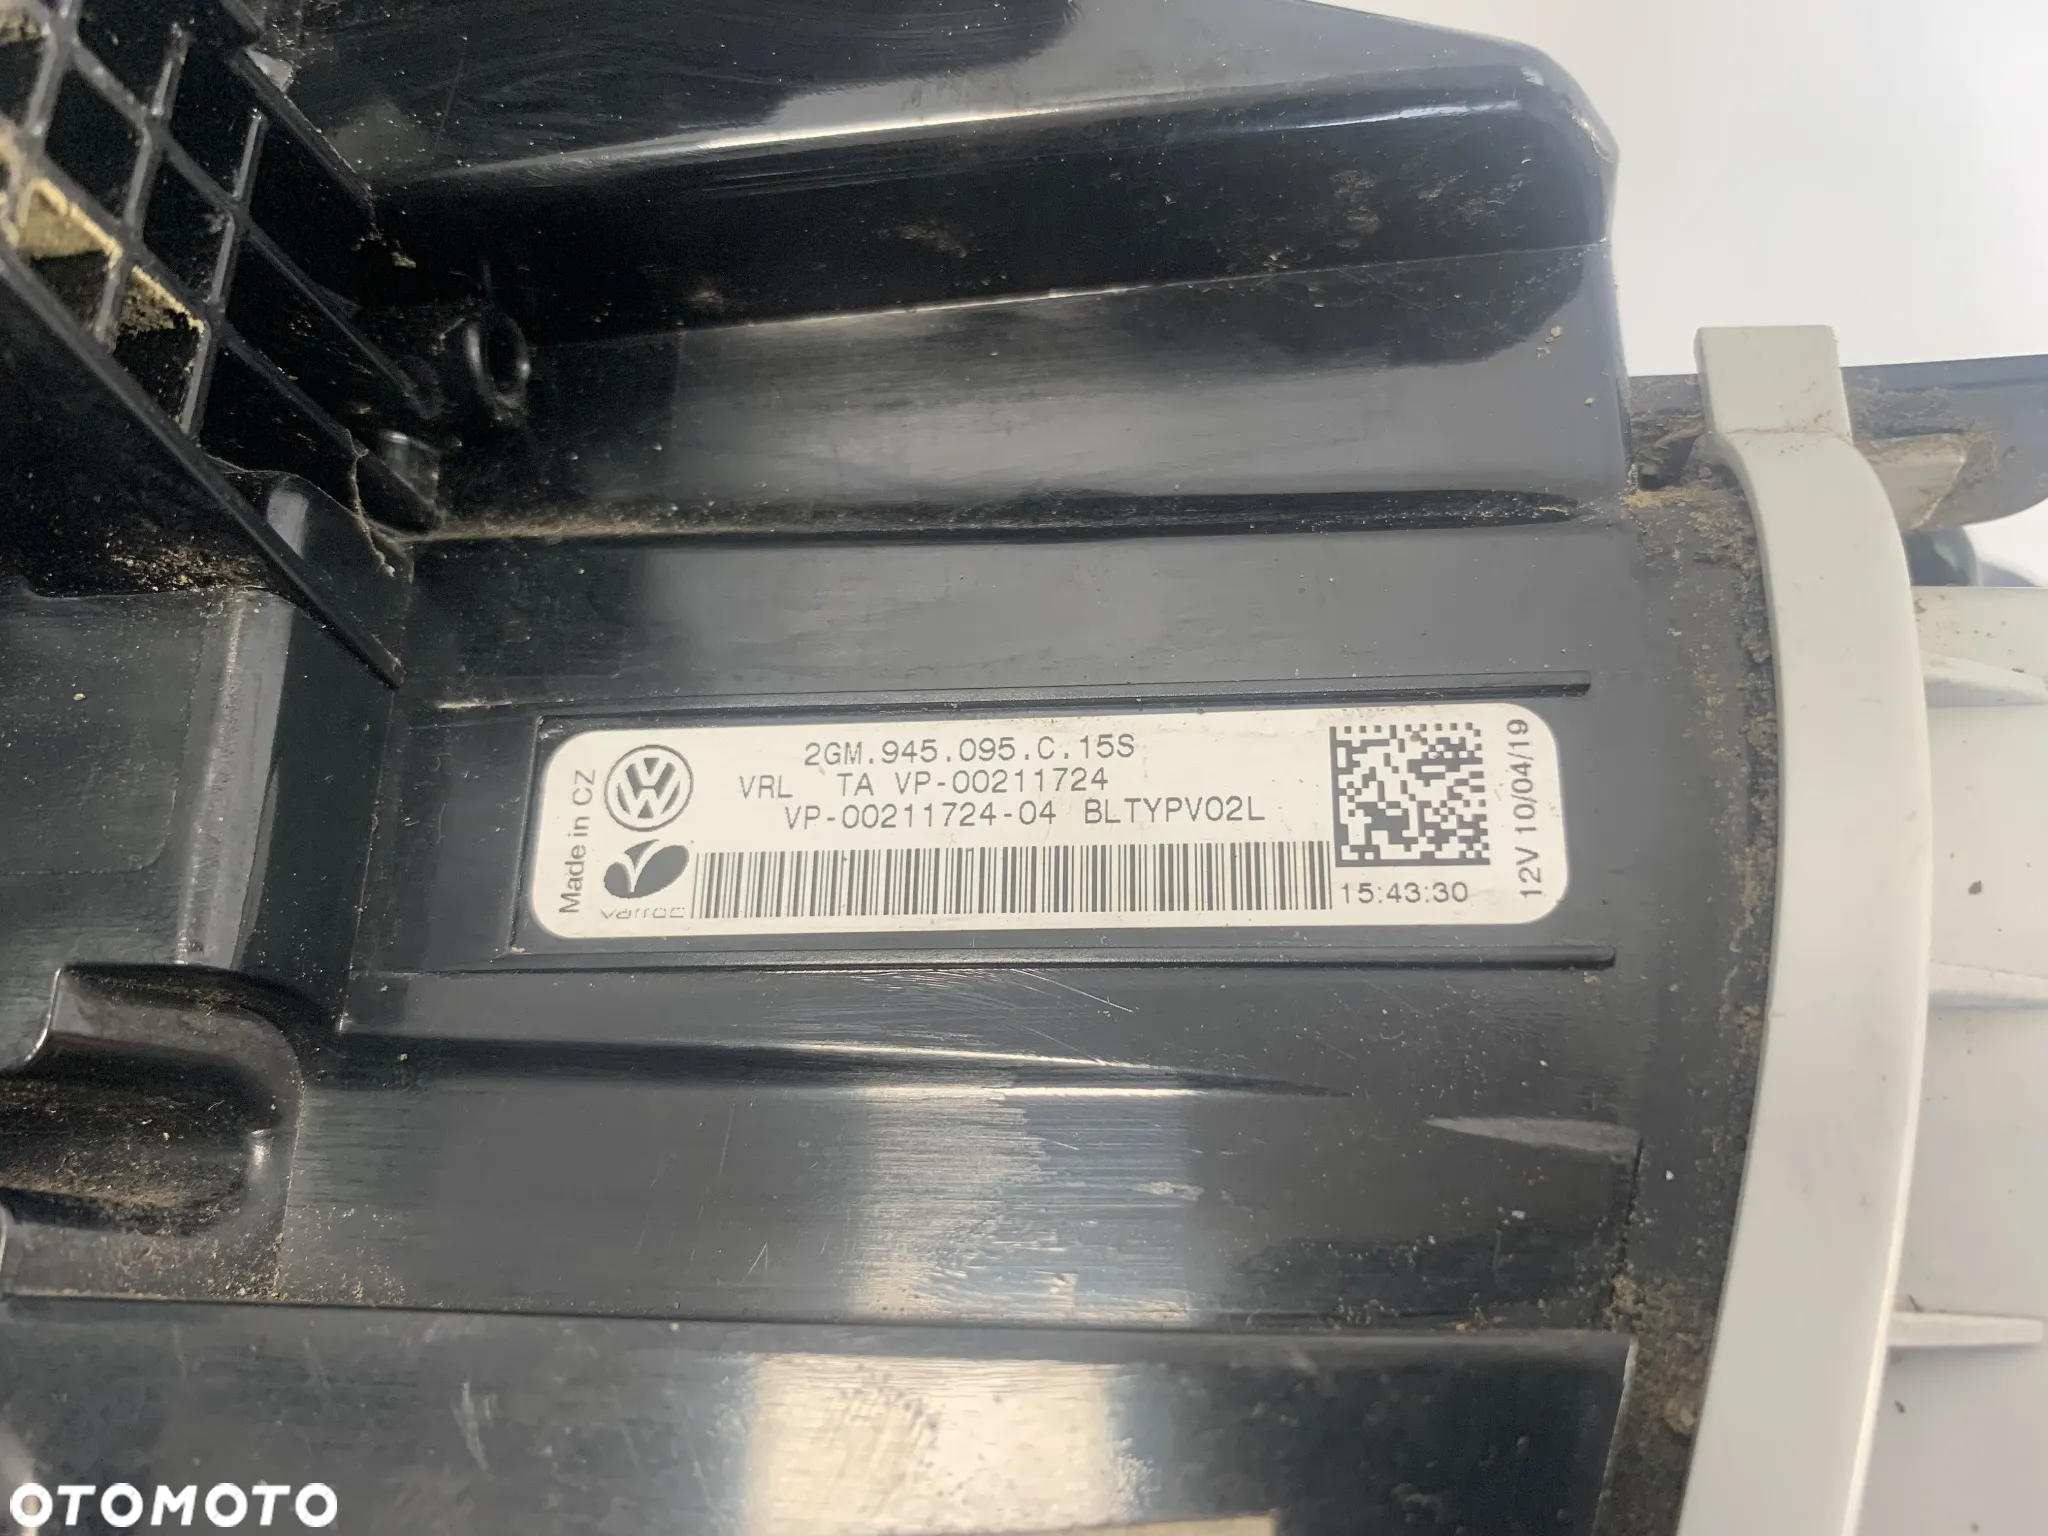 2GM.945.095.C.15S
VRL TA VP-00211724
VP-00211724-04 BLTYPV02L
Made in CZ
varroc
15:43:30
12V 10/04/19
OTOMOTO